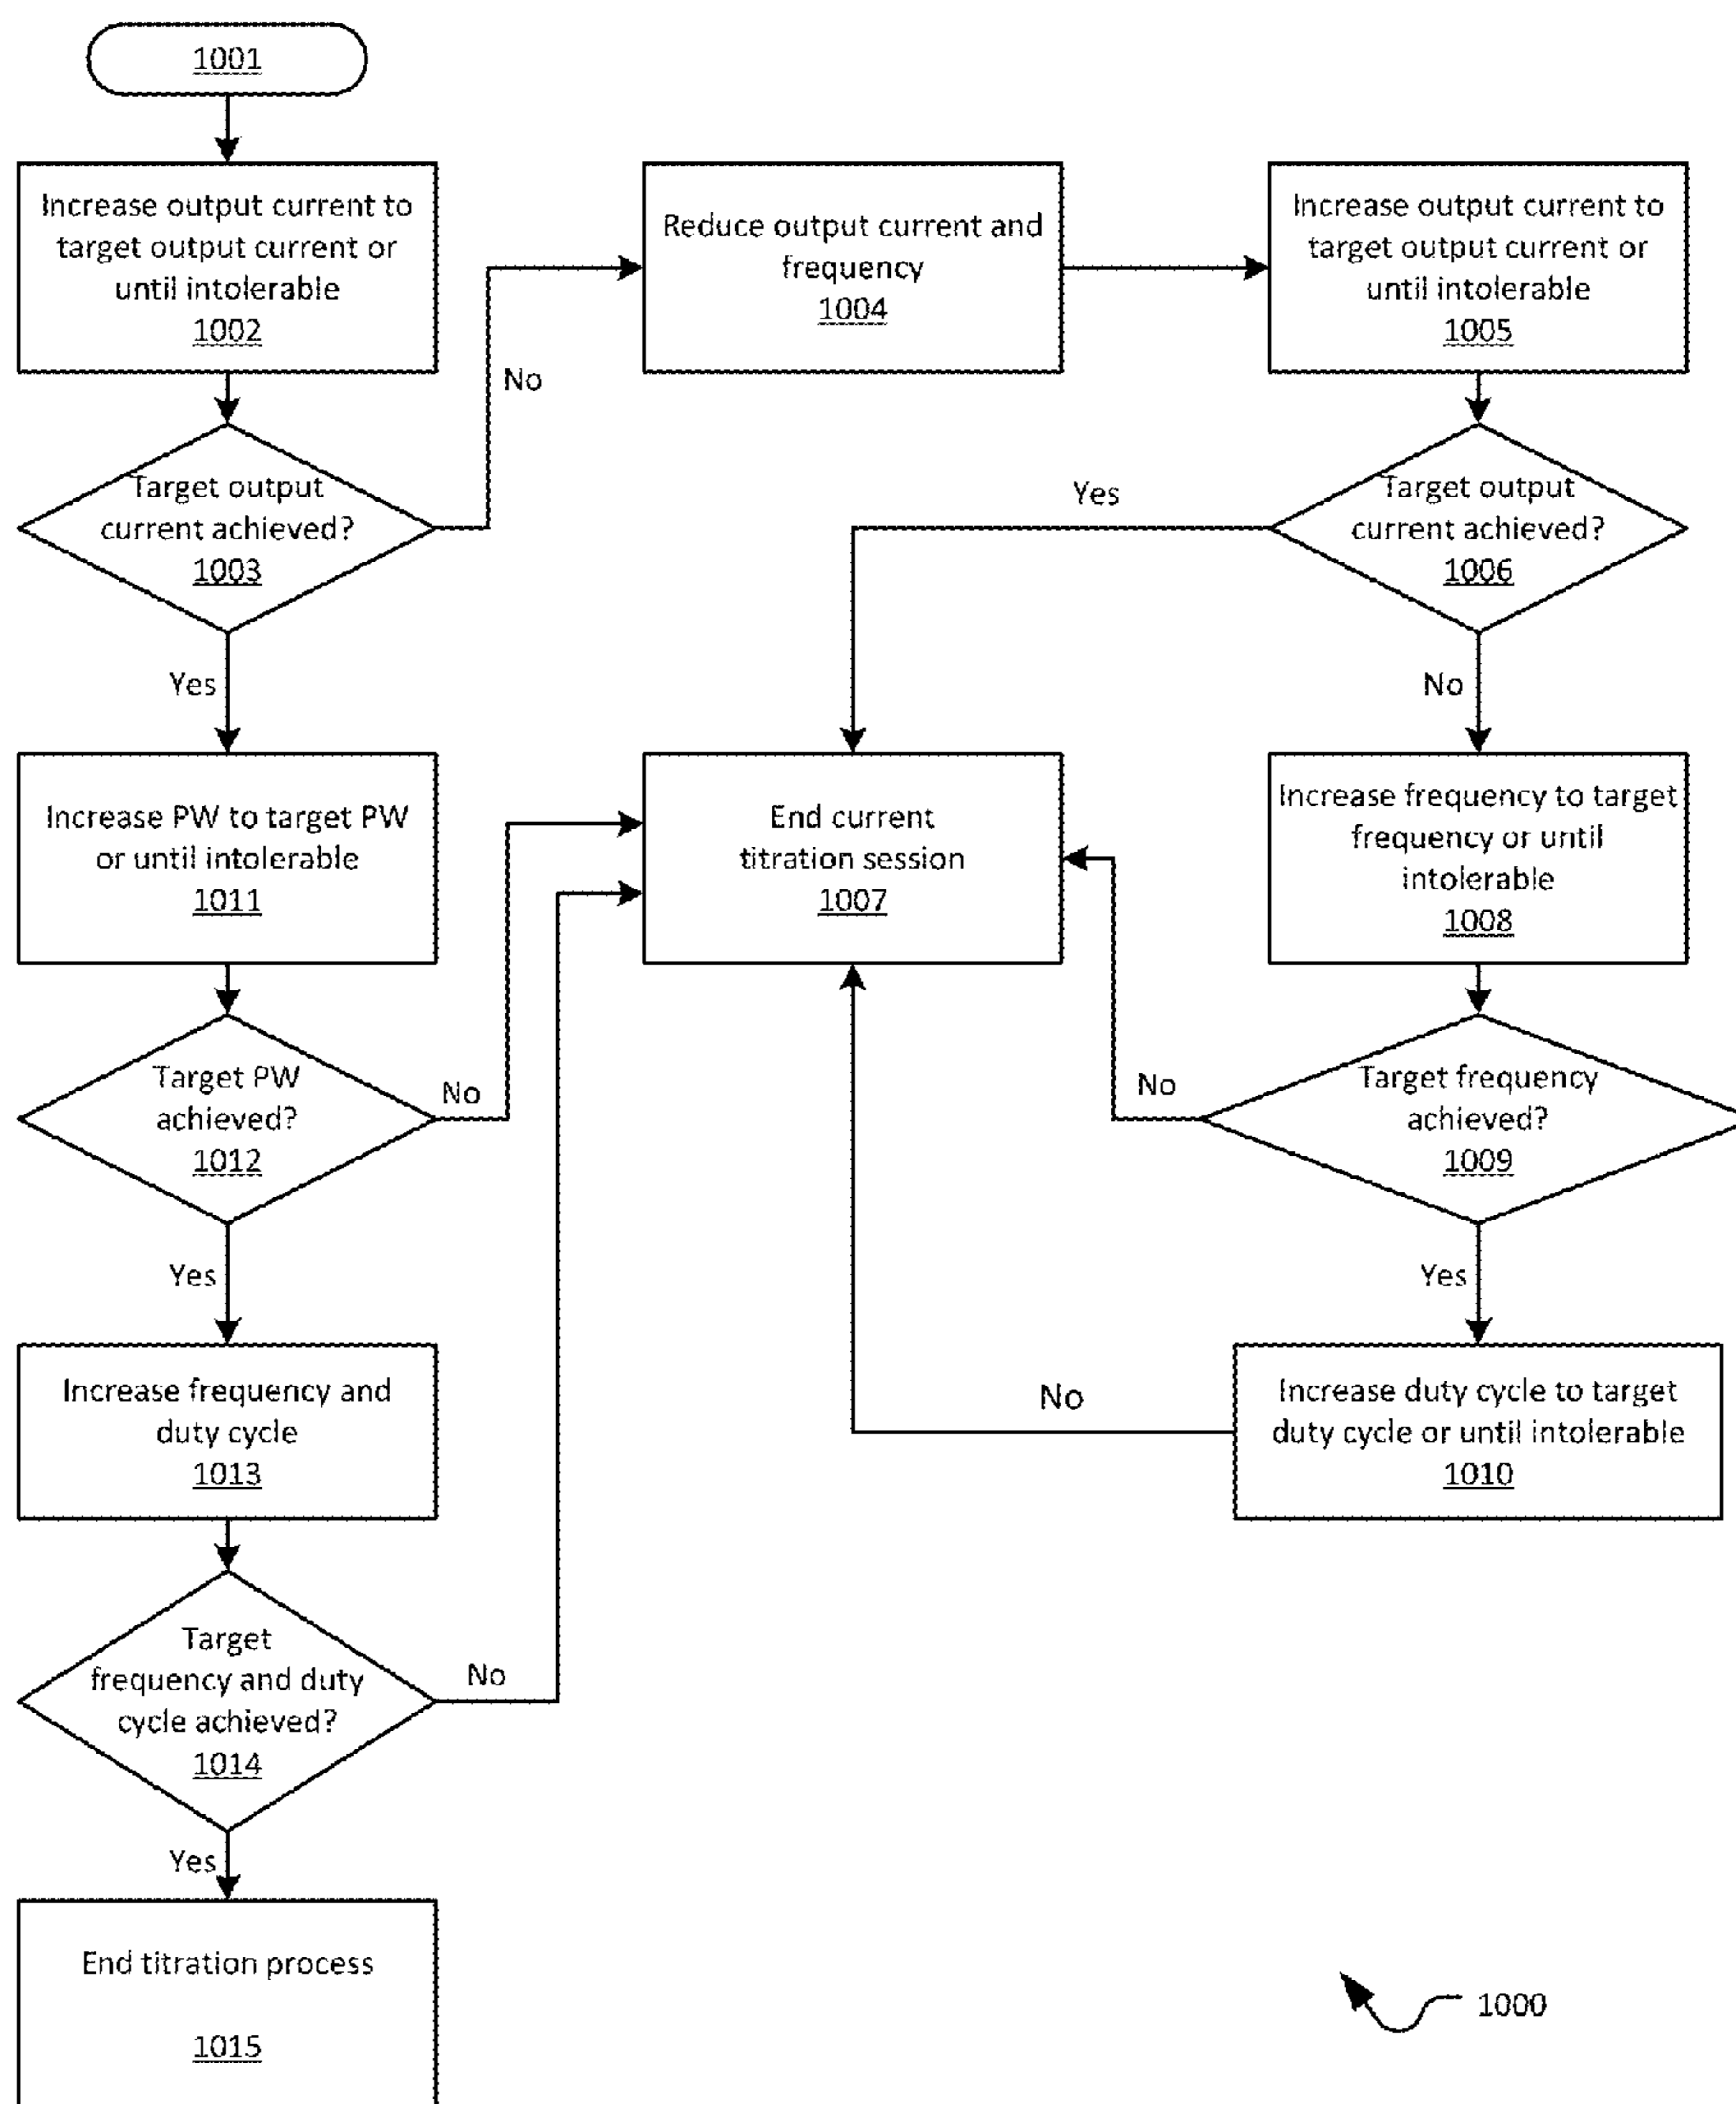 1001
Increase output current to
target output current or
until intolerable
1002
Reduce output current and
frequency
1004
Increase output current to
target output current or
until intolerable
1005
No
Target output
current achieved?
1003
Yes
Target output
current achieved?
1006
Yes
No
Increase PW to target PW
or until intolerable
1011
End current
titration session
1007
Increase frequency to target
frequency or until
intolerable
1008
Target PW
achieved?
1012
No
No
Target frequency
achieved?
1009
Yes
Yes
Increase frequency and
duty cycle
1013
No
Increase duty cycle to target
duty cycle or until intolerable
1010
Target
frequency and duty
cycle achieved?
1014
No
Yes
End titration process
1015
1000